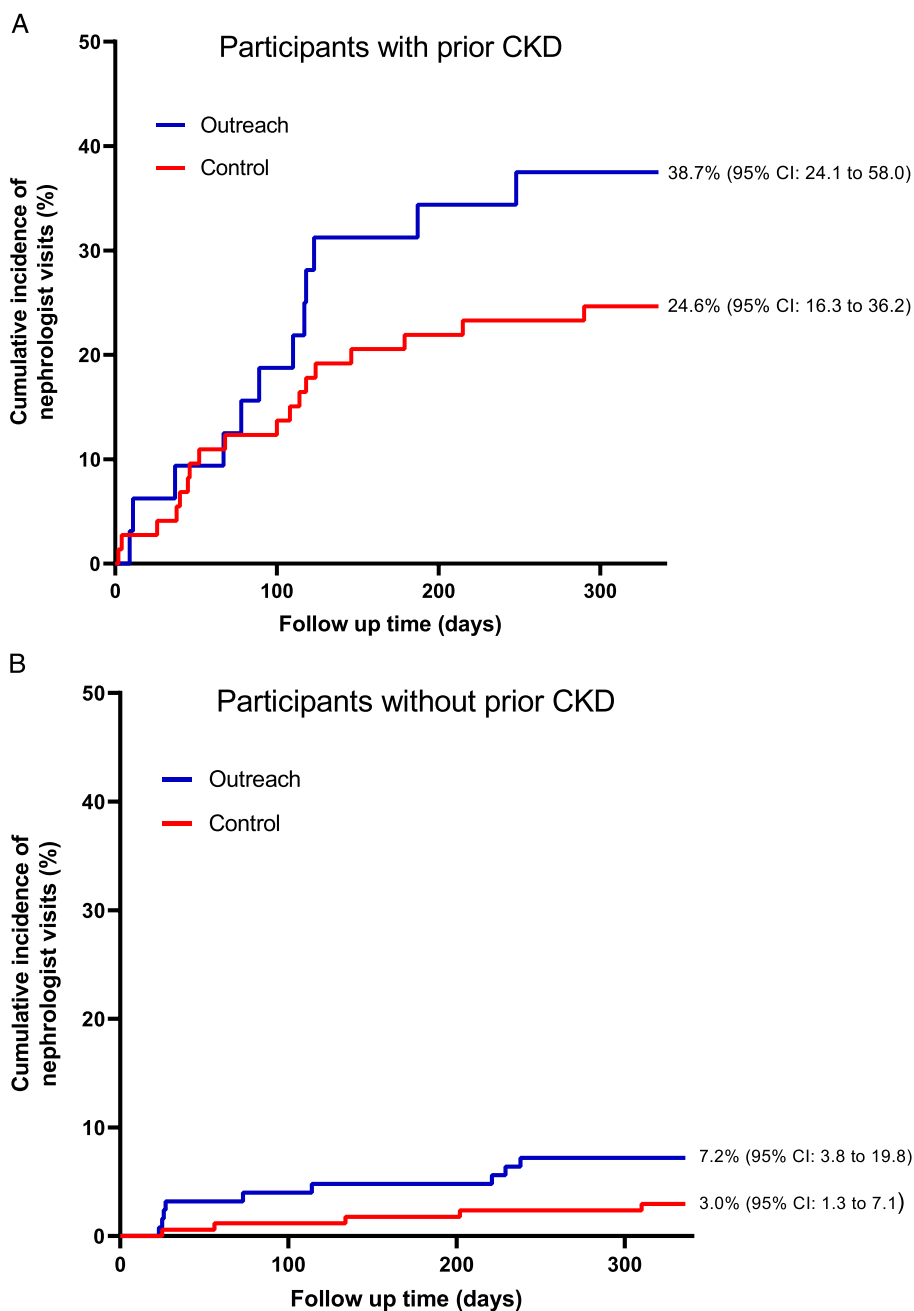 A
Participants with prior CKD
Outreach
Control
Cumulative incidence of
nephrologist visits (%)
50
40
30
20
10
0
38.7% (95% CI: 24.1 to 58.0)
24.6% (95% CI: 16.3 to 36.2)
0 100 200 300
Follow up time (days)
B
Participants without prior CKD
Outreach
Control
Cumulative incidence of
nephrologist visits (%)
50
40
30
20
10
0
7.2% (95% CI: 3.8 to 19.8)
3.0% (95% CI: 1.3 to 7.1)
0 100 200 300
Follow up time (days)